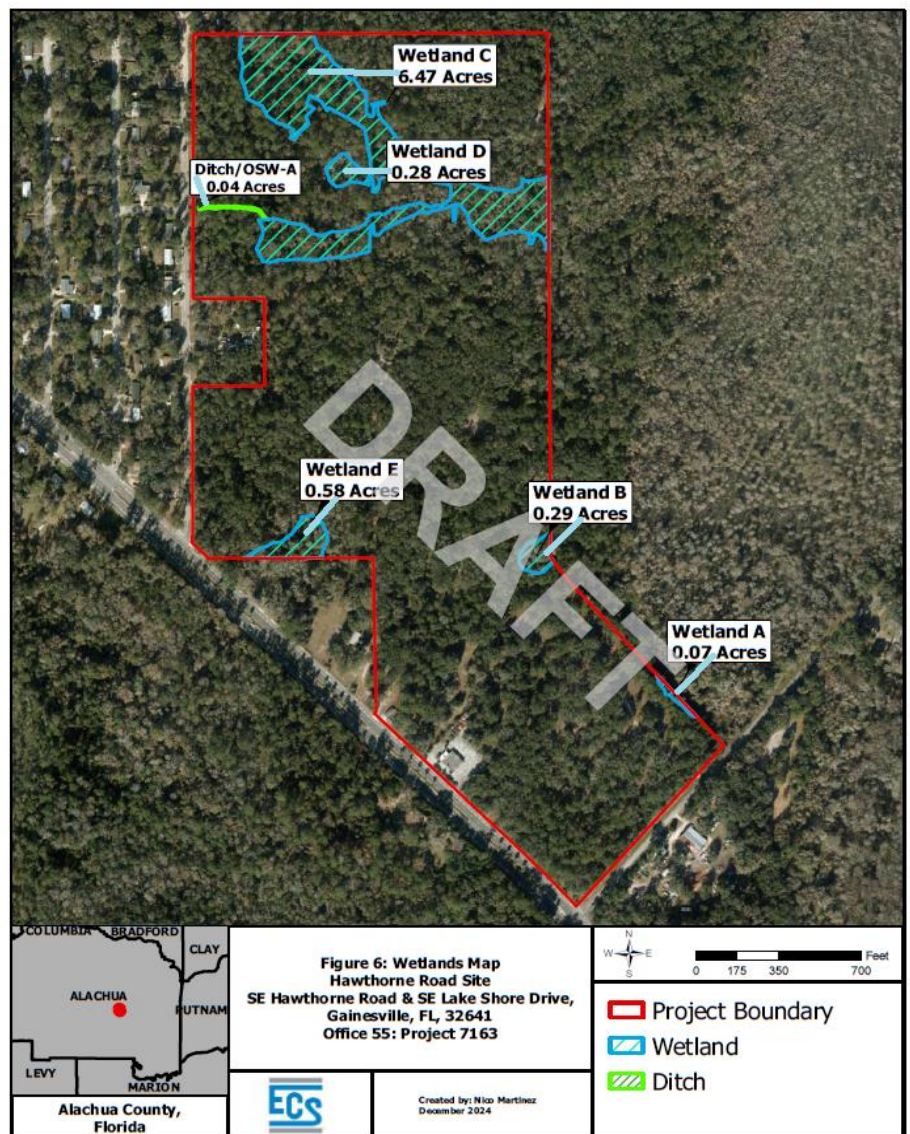 Wetland C
6.47 Acres
Wetland D
0.28 Acres
Ditch/OSW-A
0.04 Acres
DRAFT
Wetland E
0.58 Acres
Wetland B
0.29 Acres
Wetland A
0.07 Acres
COLUMBIA
BRADFORD
CLAY
ALACHUA
PUTNAM
LEVY
MARION
Alachua County,
Florida
Figure 6: Wetlands Map
Hawthorne Road Site
SE Hawthorne Road & SE Lake Shore Drive,
Gainesville, FL, 32641
Office 55: Project 7163
ECS
Created by: Nico Martinez
December 2024
N
W E
S
Feet
0 175 350 700
Project Boundary
Wetland
Ditch